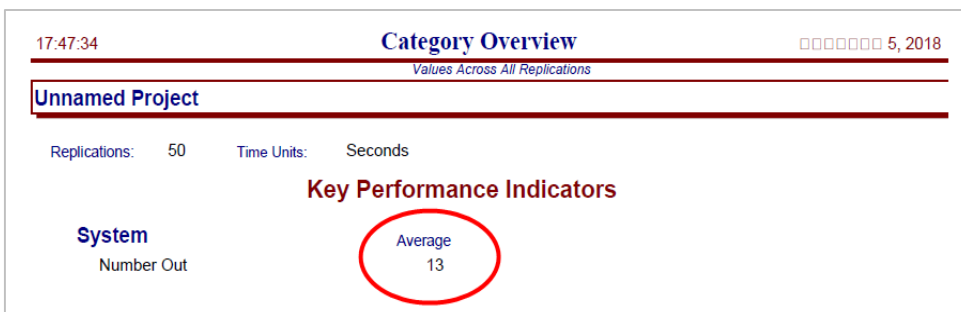 17:47:34 Category Overview 5, 2018
Values Across All Replications
Unnamed Project
Replications: 50 Time Units: Seconds
Key Performance Indicators
System Average
Number Out 13